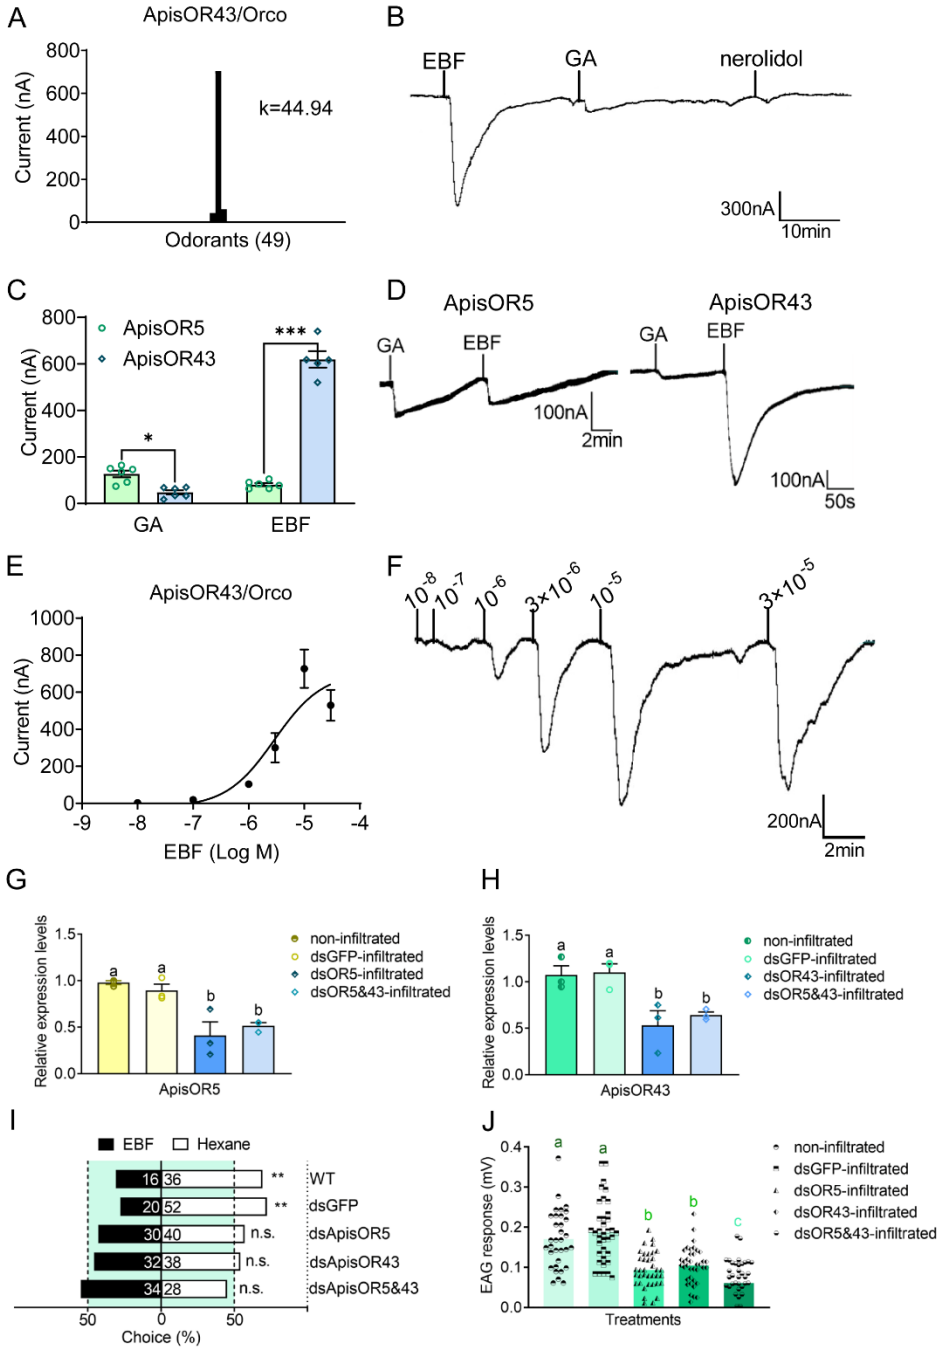 A
ApisOR43/Orco
800
600
400
200
0
Current (nA)
k=44.94
Odorants (49)
B
EBF
GA
nerolidol
300nA
10min
C
800
600
400
200
0
Current (nA)
ApisOR5
ApisOR43
*
***
GA
EBF
D
ApisOR5
ApisOR43
GA
EBF
GA
EBF
100nA
2min
100nA
50s
E
ApisOR43/Orco
1000
800
600
400
200
0
Current (nA)
-9
-8
-7
-6
-5
-4
EBF (Log M)
F
10-8
10-7
10-6
3×10-6
10-5
3×10-5
200nA
2min
G
1.5
1.0
0.5
0.0
Relative expression levels
a
a
b
b
non-infiltrated
dsGFP-infiltrated
dsOR5-infiltrated
dsOR5&43-infiltrated
ApisOR5
H
1.5
1.0
0.5
0.0
Relative expression levels
a
a
b
b
non-infiltrated
dsGFP-infiltrated
dsOR43-infiltrated
dsOR5&43-infiltrated
ApisOR43
I
EBF
Hexane
16 36 ** WT
20 52 ** dsGFP
30 40 n.s. dsApisOR5
32 38 n.s. dsApisOR43
34 28 n.s. dsApisOR5&43
50
0
50
Choice (%)
J
0.4
0.3
0.2
0.1
0.0
EAG response (mV)
a
a
b
b
c
non-infiltrated
dsGFP-infiltrated
dsOR5-infiltrated
dsOR43-infiltrated
dsOR5&43-infiltrated
Treatments